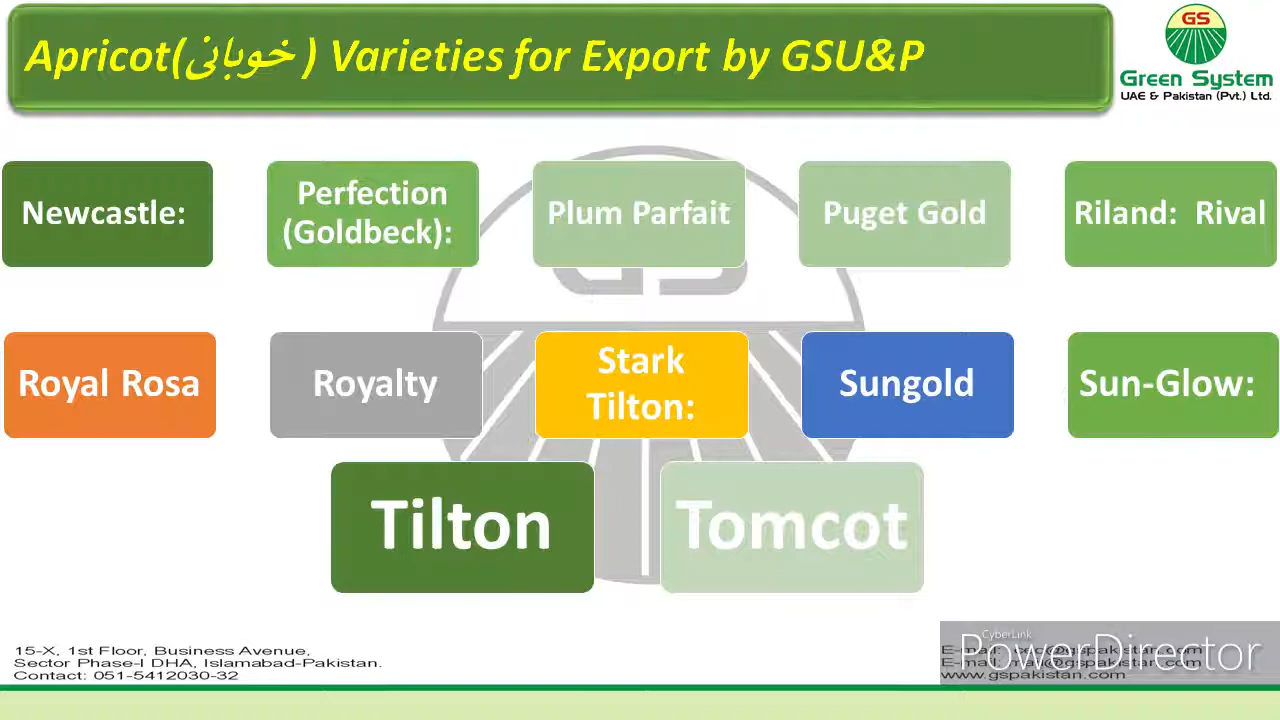 Apricot(خوبانی ) Varieties for Export by GSU&P
GS
Green System
UAE & Pakistan (Pvt.) Ltd.
Newcastle:
Perfection
(Goldbeck):
Plum Parfait
Puget Gold
Riland: Rival
Royal Rosa
Royalty
Stark
Tilton:
Sungold
Sun-Glow:
Tilton
Tomcot
15-X, 1st Floor, Business Avenue,
Sector Phase-I DHA, Islamabad-Pakistan.
Contact: 051-5412030-32
E-mail:
E-mail:
www.gspakistan.com
CyberLink
PowerDirector